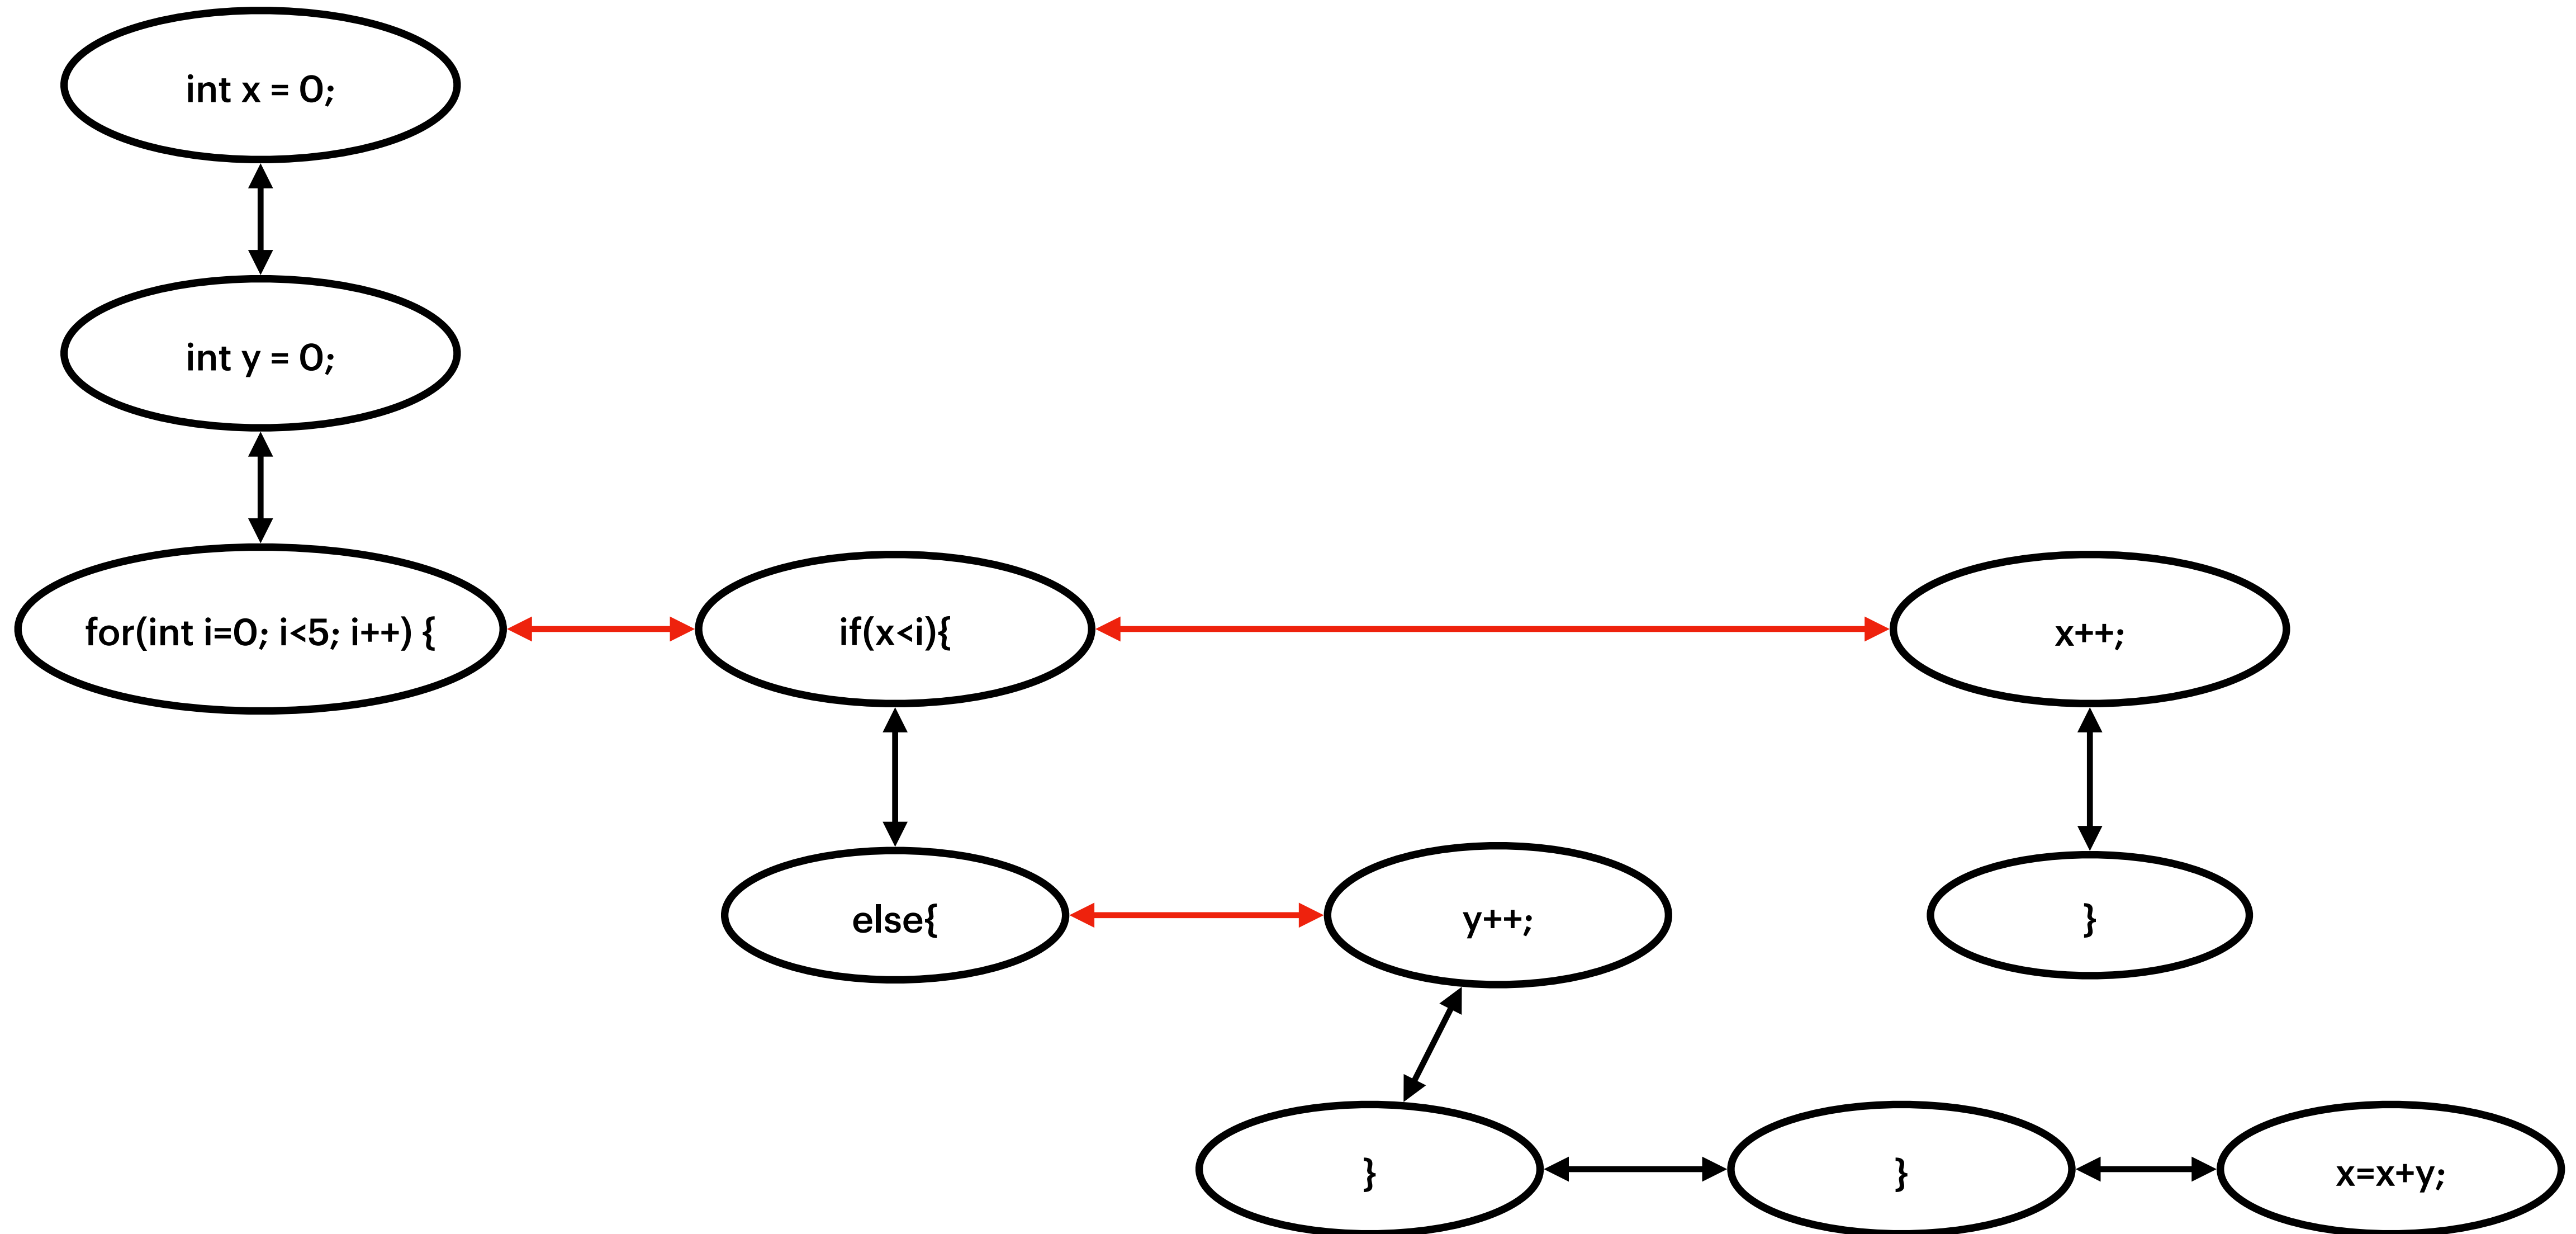 int x = 0;
int y = 0;
for(int i=0; i<5; i++) {
if(x<i){
x++;
else{
y++;
}
}
}
x=x+y;